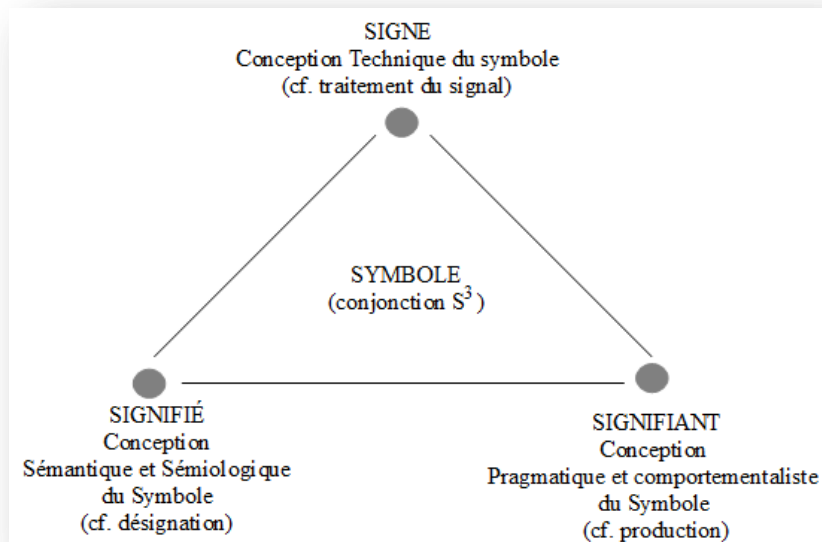 SIGNE
Conception Technique du symbole
(cf. traitement du signal)
SYMBOLE
(conjonction S³ )
SIGNIFIÉ
Conception
Sémantique et Sémiologique
du Symbole
(cf. désignation)
SIGNIFIANT
Conception
Pragmatique et comportementaliste
du Symbole
(cf. production)